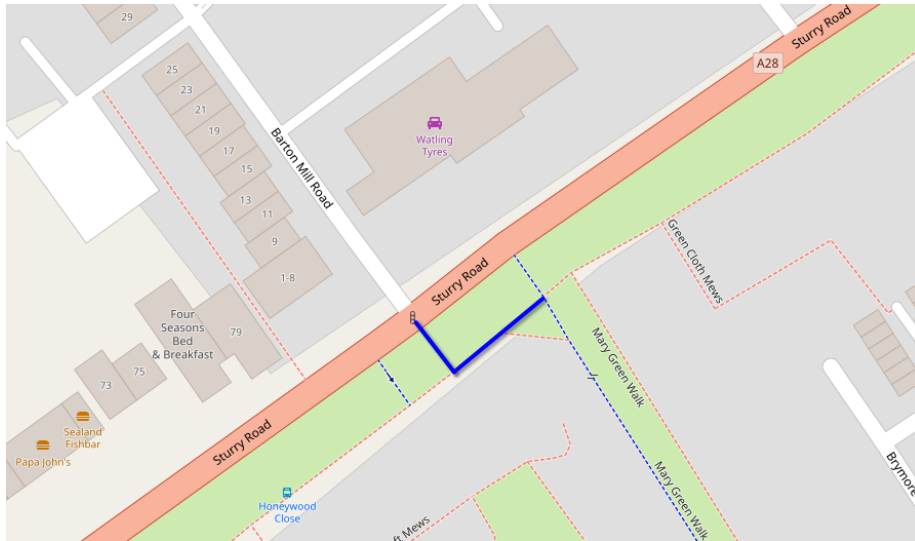 29
Sturry Road
A28
25
23
21
19
17
15
13
11
9
1-8
Barton Mill Road
Watling
Tyres
Sturry Road
Green Cloth Mews
Four
Seasons
Bed
& Breakfast
79
73
75
Mary Green Walk
Sealand
Fishbar
Papa John's
Sturry Road
Honeywood
Close
ft Mews
Mary Green Walk
Brymore